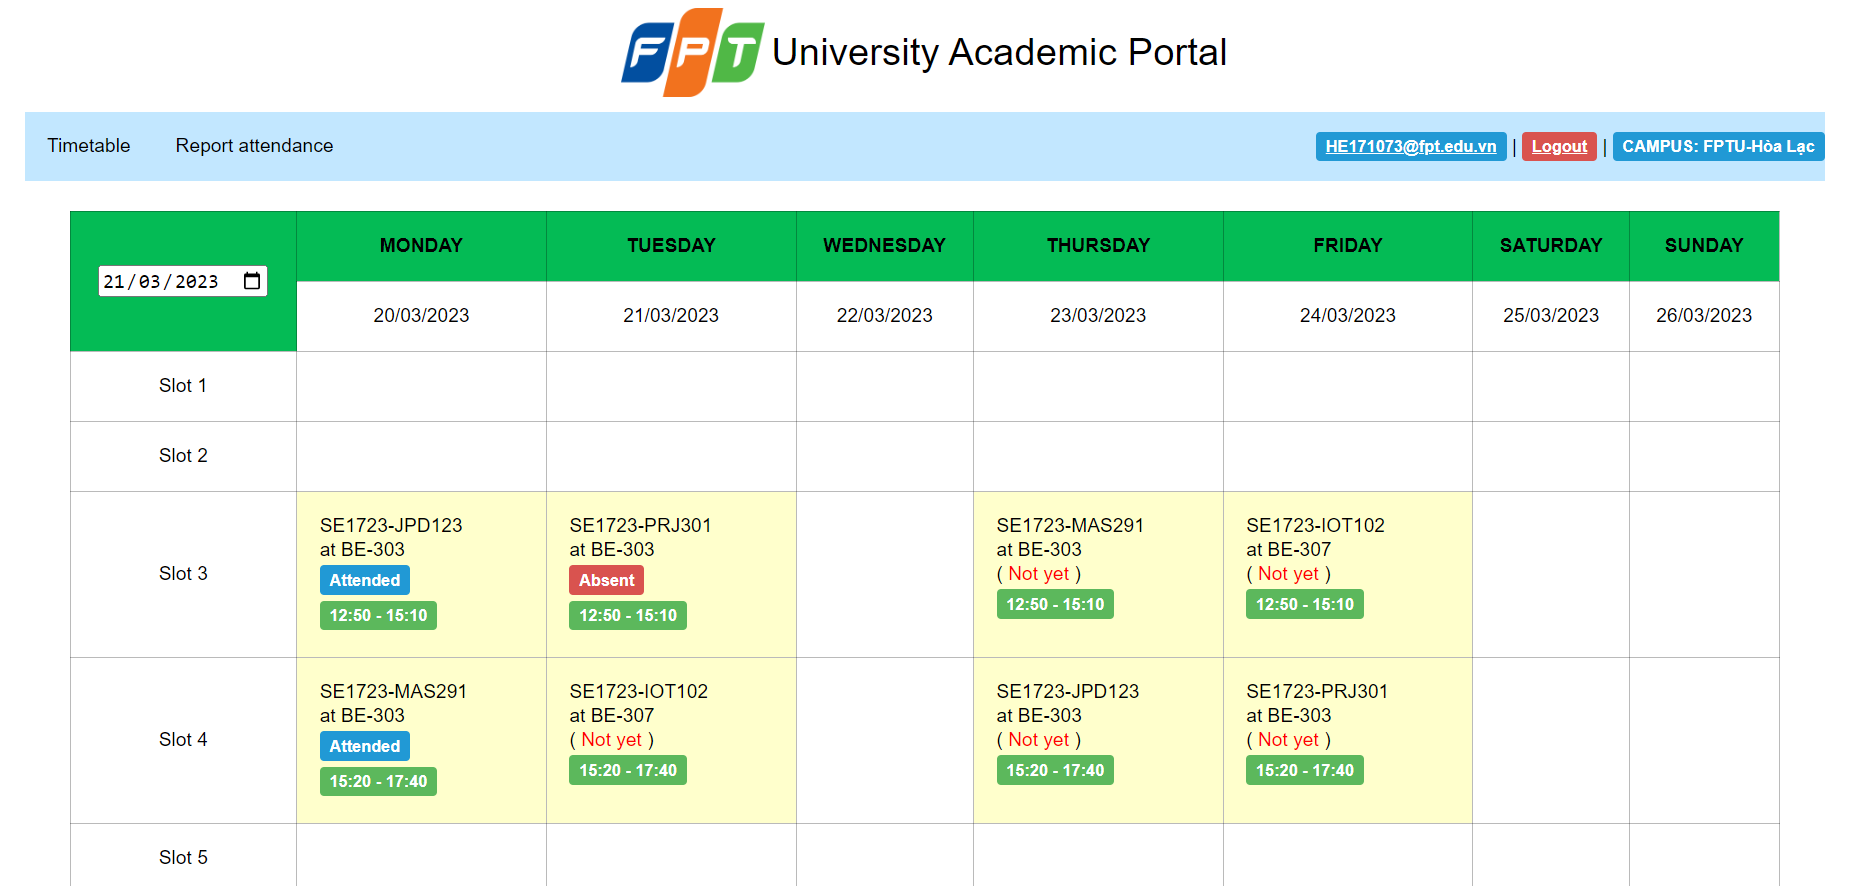 FPT University Academic Portal
Timetable Report attendance HE171073@fpt.edu.vn | Logout | CAMPUS: FPTU-Hòa Lạc
21/03/2023 MONDAY TUESDAY WEDNESDAY THURSDAY FRIDAY SATURDAY SUNDAY
20/03/2023 21/03/2023 22/03/2023 23/03/2023 24/03/2023 25/03/2023 26/03/2023
Slot 1
Slot 2
Slot 3
SE1723-JPD123
at BE-303
Attended
12:50 - 15:10
SE1723-PRJ301
at BE-303
Absent
12:50 - 15:10
SE1723-MAS291
at BE-303
( Not yet )
12:50 - 15:10
SE1723-IOT102
at BE-307
( Not yet )
12:50 - 15:10
Slot 4
SE1723-MAS291
at BE-303
Attended
15:20 - 17:40
SE1723-IOT102
at BE-307
( Not yet )
15:20 - 17:40
SE1723-JPD123
at BE-303
( Not yet )
15:20 - 17:40
SE1723-PRJ301
at BE-303
( Not yet )
15:20 - 17:40
Slot 5